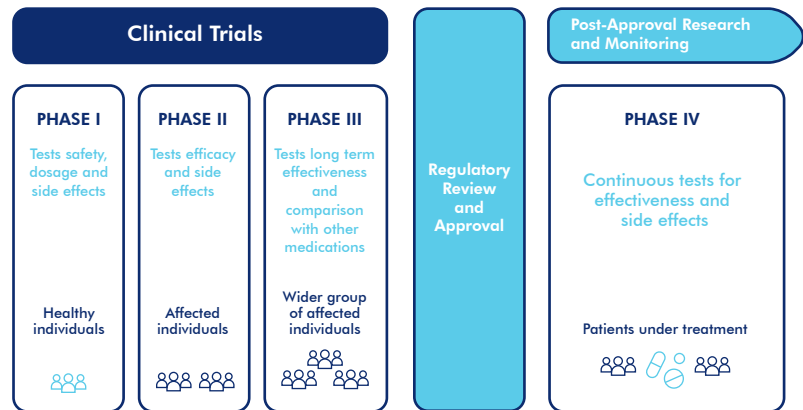 Clinical Trials
PHASE I
Tests safety,
dosage and
side effects
Healthy
individuals
PHASE II
Tests efficacy
and side
effects
Affected
individuals
PHASE III
Tests long term
effectiveness
and
comparison
with other
medications
Wider group
of affected
individuals
Regulatory
Review
and
Approval
Post-Approval Research
and Monitoring
PHASE IV
Continuous tests for
effectiveness and
side effects
Patients under treatment